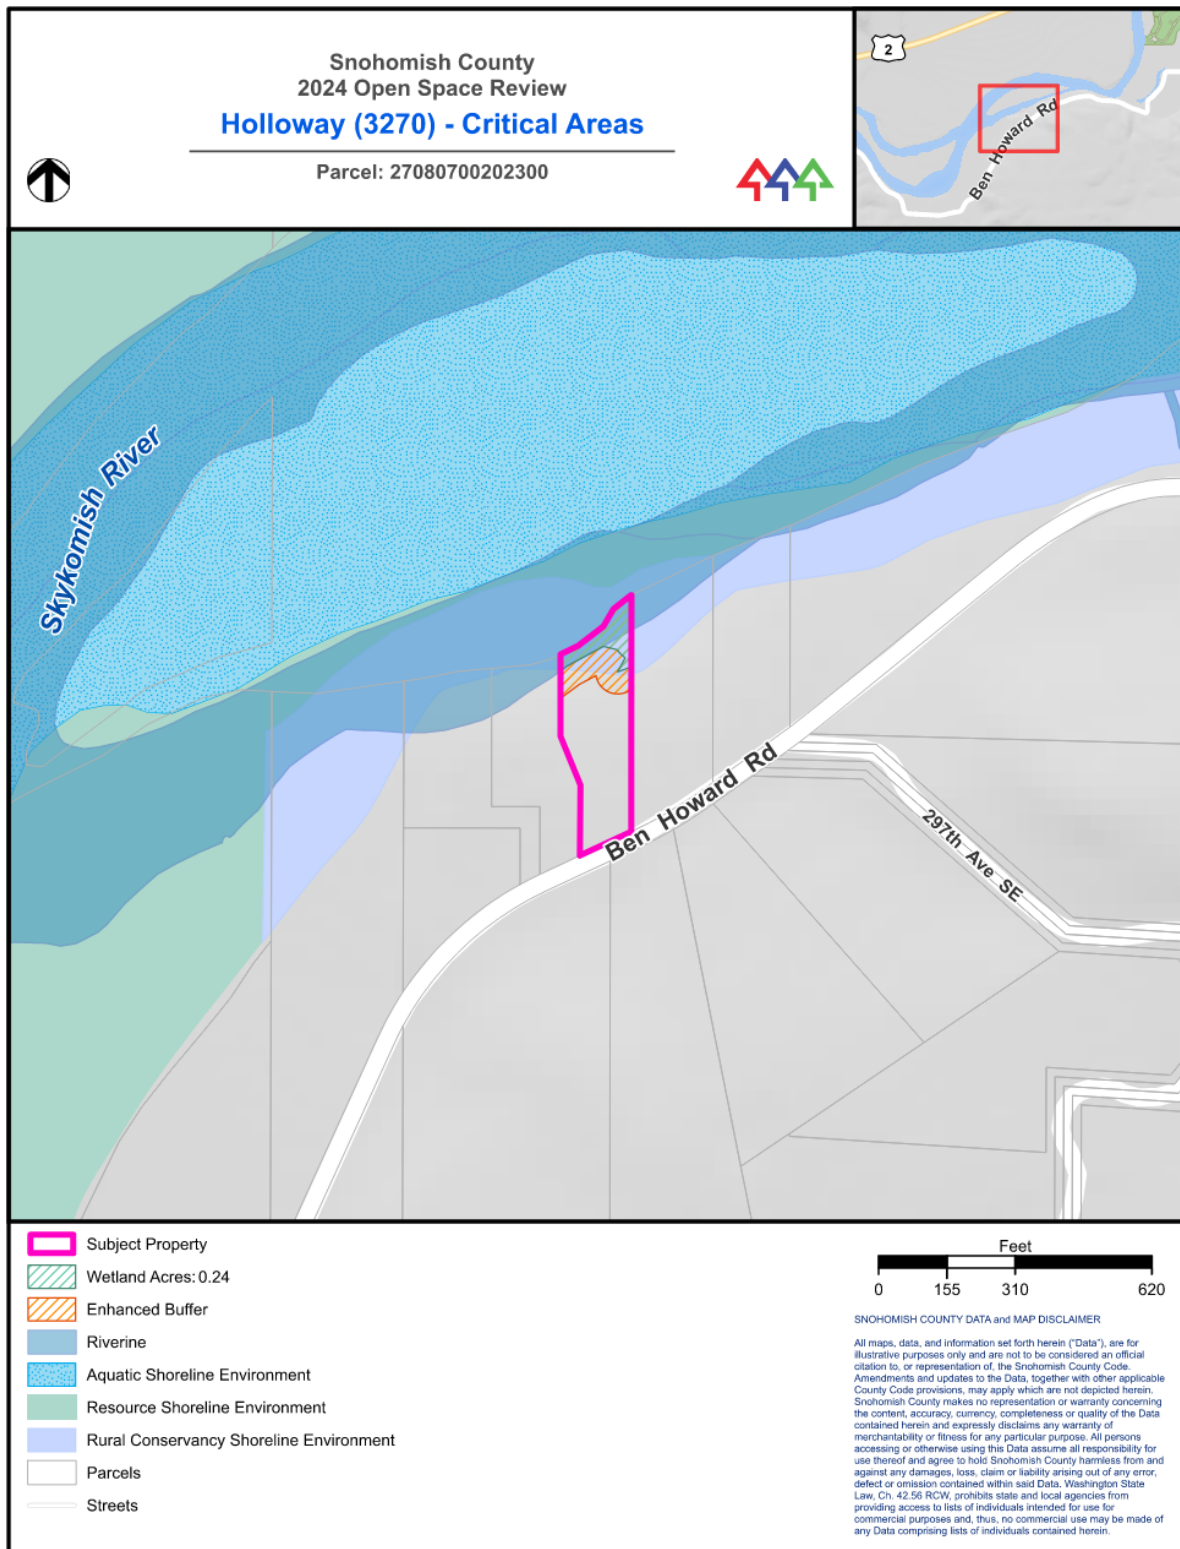 Snohomish County
2024 Open Space Review
Holloway (3270) - Critical Areas
Parcel: 27080700202300
2
Ben Howard Rd
Skykomish River
Ben Howard Rd
297th Ave SE
Subject Property
Wetland Acres: 0.24
Enhanced Buffer
Riverine
Aquatic Shoreline Environment
Resource Shoreline Environment
Rural Conservancy Shoreline Environment
Parcels
Streets
Feet
0 155 310 620
SNOHOMISH COUNTY DATA and MAP DISCLAIMER
All maps, data, and information set forth herein ("Data"), are for
illustrative purposes only and are not to be considered an official
citation to, or representation of, the Snohomish County Code.
Amendments and updates to the Data, together with other applicable
County Code provisions, may apply which are not depicted herein.
Snohomish County makes no representation or warranty concerning
the content, accuracy, currency, completeness or quality of the Data
contained herein and expressly disclaims any warranty of
merchantability or fitness for any particular purpose. All persons
accessing or otherwise using this Data assume all responsibility for
use thereof and agree to hold Snohomish County harmless from and
against any damages, loss, claim or liability arising out of any error,
defect or omission contained within said Data. Washington State
Law, Ch. 42.56 RCW, prohibits state and local agencies from
providing access to lists of individuals intended for use for
commercial purposes and, thus, no commercial use may be made of
any Data comprising lists of individuals contained herein.